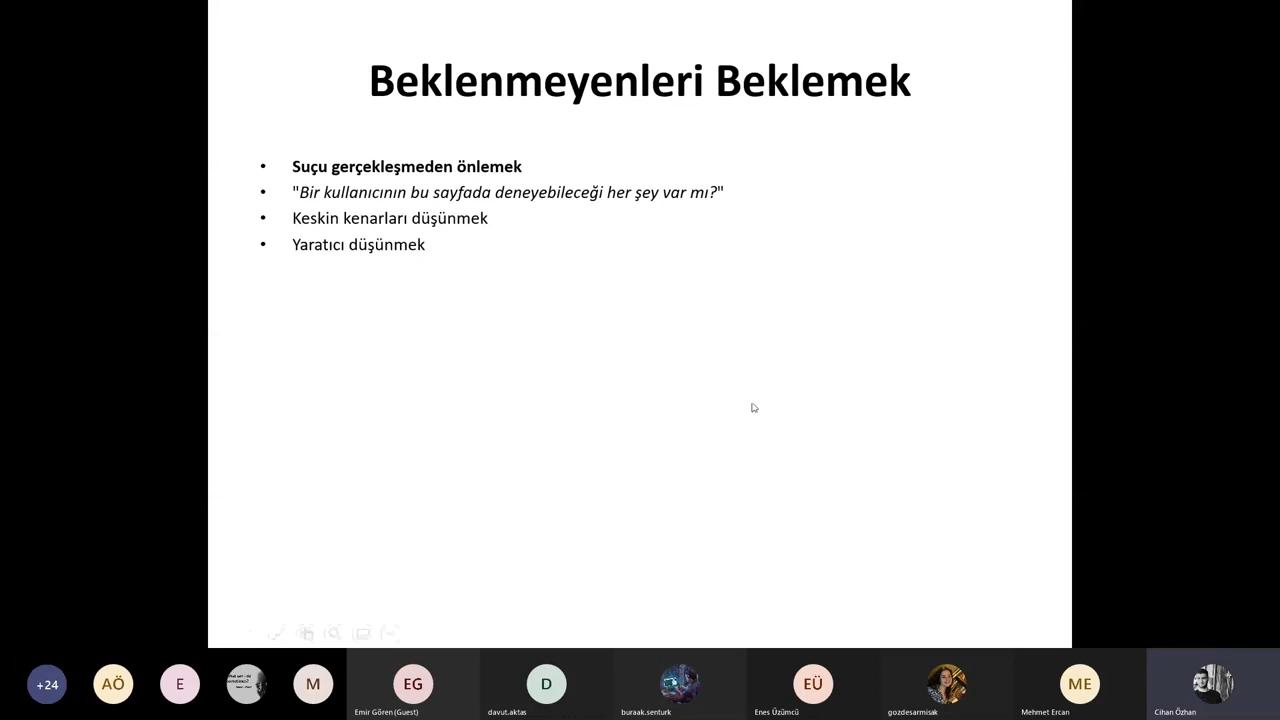 Beklenmeyenleri Beklemek
• Suçu gerçekleşmeden önlemek
• "Bir kullanıcının bu sayfada deneyebileceği her şey var mı?"
• Keskin kenarları düşünmek
• Yaratıcı düşünmek
+24
AÖ
E
M
EG
D
EÜ
ME
Emir Gören (Guest)
davut.aktas
buraak.senturk
Enes Üzümcü
gozdesarmisak
Mehmet Ercan
Cihan Özhan